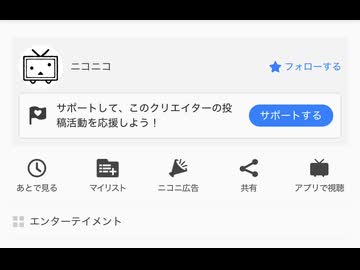 ニコニコ
フォローする
サポートして、このクリエイターの投
稿活動を応援しよう！
サポートする
あとで見る
マイリスト
ニコニ広告
共有
アプリで視聴
エンターテイメント